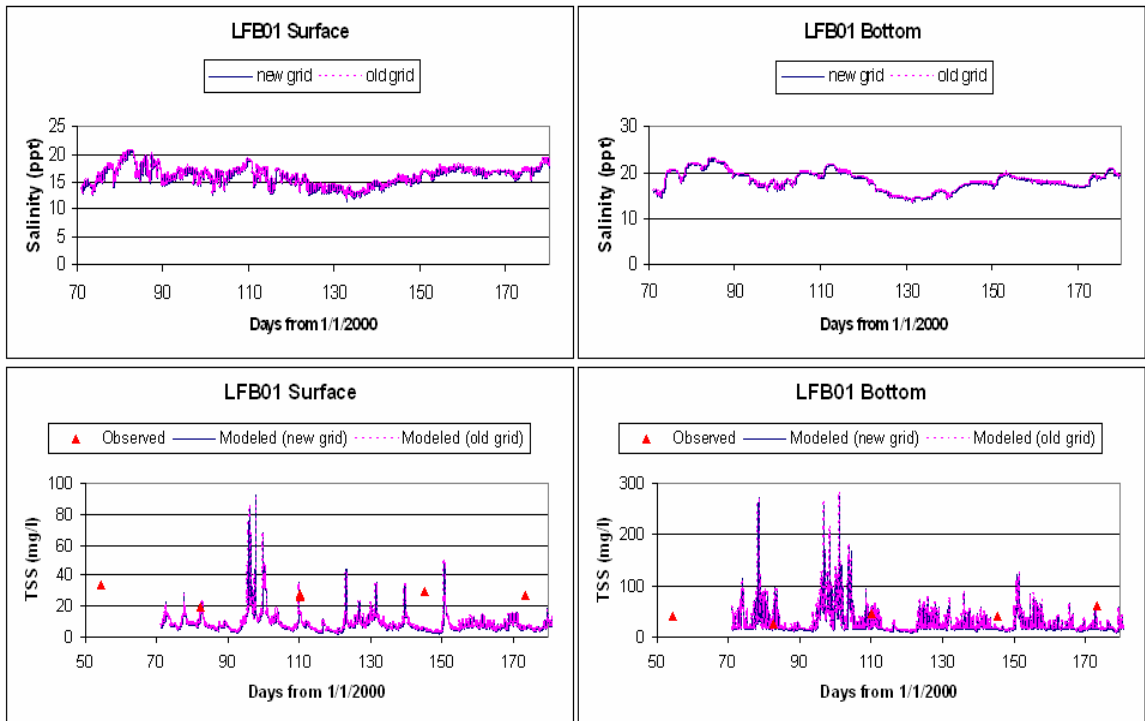 LFB01 Surface
new grid old grid
Salinity (ppt)
25
20
15
10
5
0
70 90 110 130 150 170
Days from 1/1/2000
LFB01 Bottom
new grid old grid
Salinity (ppt)
30
20
10
0
70 90 110 130 150 170
Days from 1/1/2000
LFB01 Surface
Observed Modeled (new grid) Modeled (old grid)
TSS (mg/l)
100
80
60
40
20
0
50 70 90 110 130 150 170
Days from 1/1/2000
LFB01 Bottom
Observed Modeled (new grid) Modeled (old grid)
TSS (mg/l)
300
200
100
0
50 70 90 110 130 150 170
Days from 1/1/2000